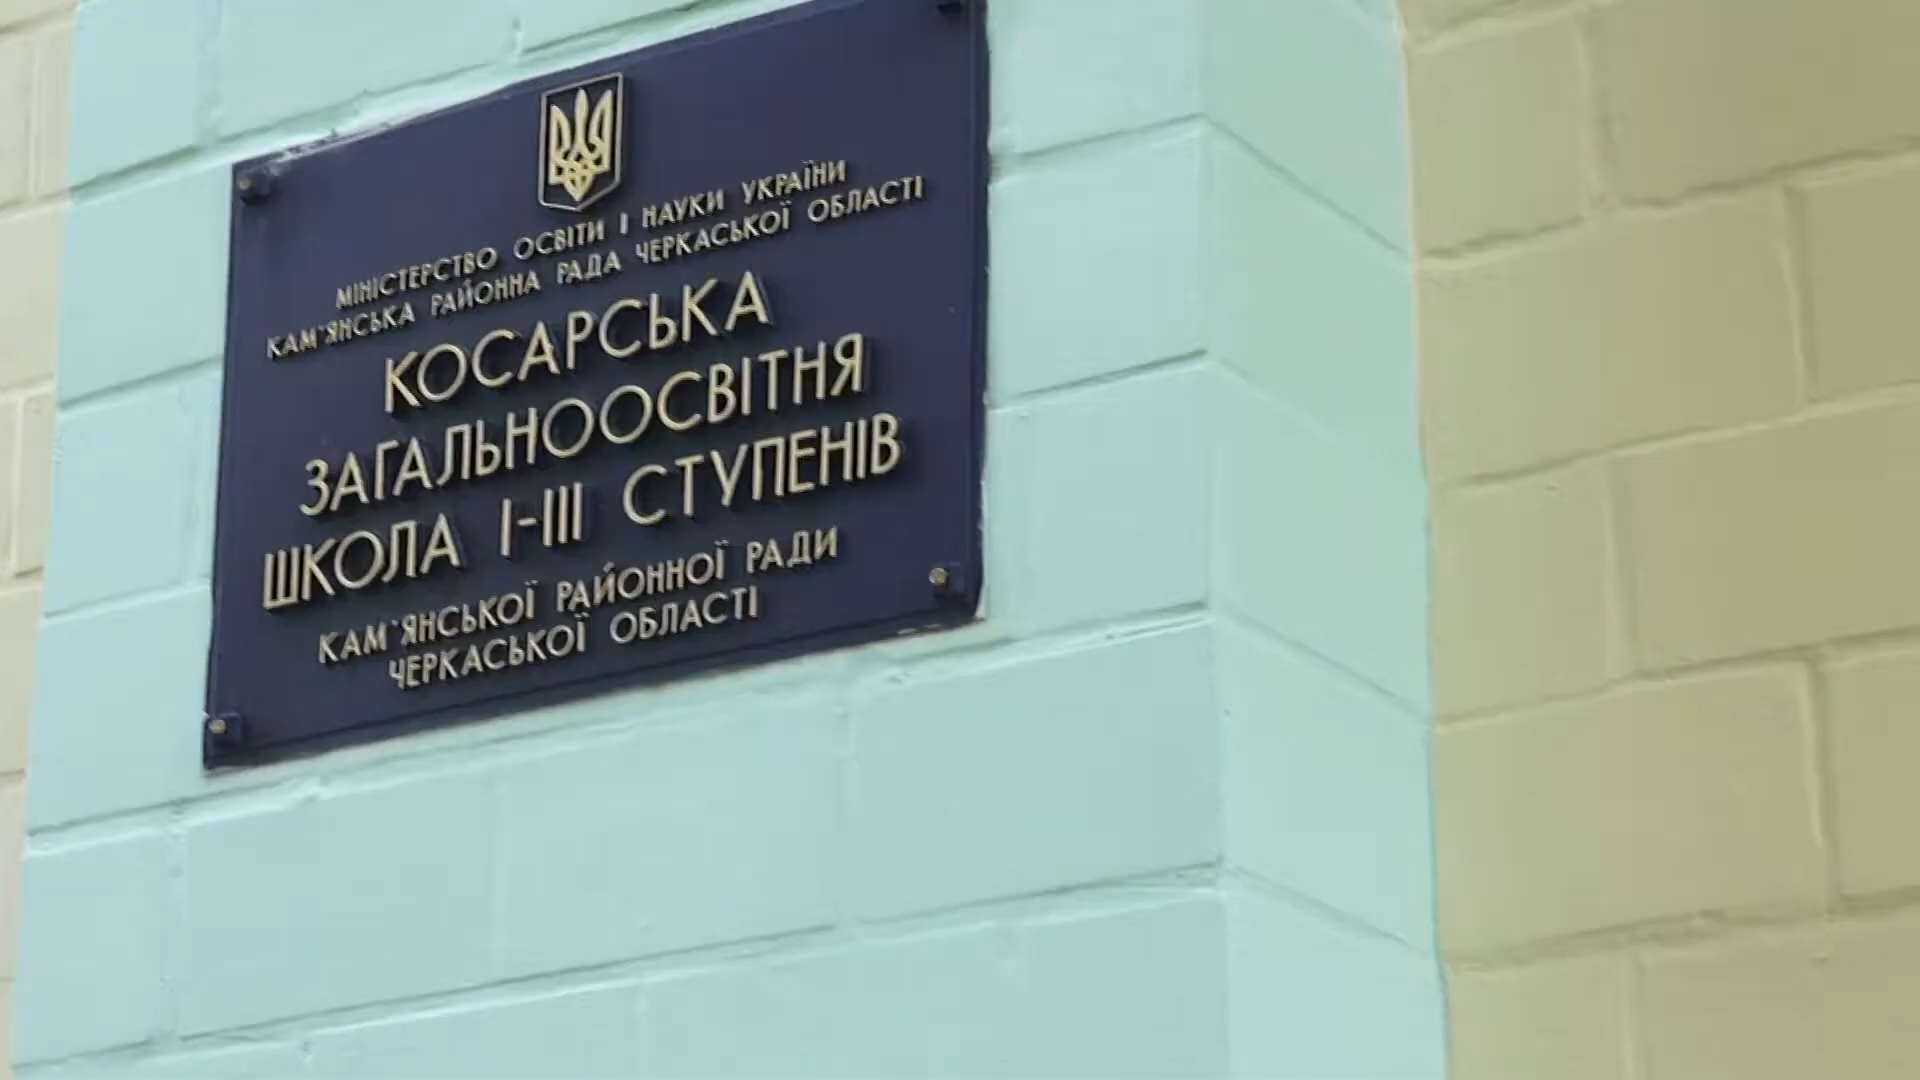 МІНІСТЕРСТВО ОСВІТИ І НАУКИ УКРАЇНИ
КАМ`ЯНСЬКА РАЙОННА РАДА ЧЕРКАСЬКОЇ ОБЛАСТІ
КОСАРСЬКА
ЗАГАЛЬНООСВІТНЯ
ШКОЛА І-ІІІ СТУПЕНІВ
КАМ`ЯНСЬКОЇ РАЙОННОЇ РАДИ
ЧЕРКАСЬКОЇ ОБЛАСТІ